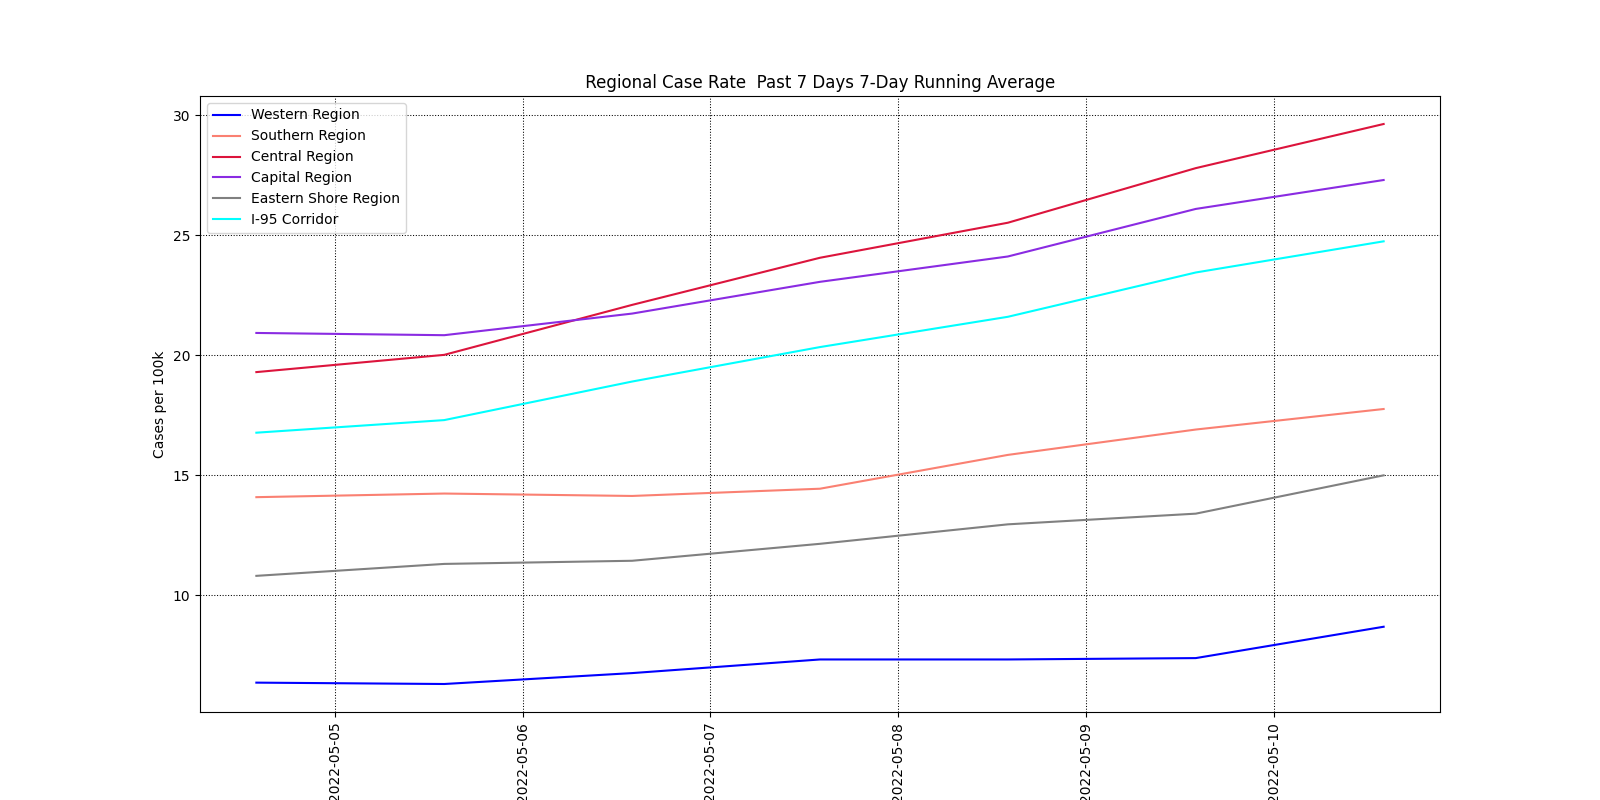 Regional Case Rate  Past 7 Days 7-Day Running Average
Western Region
Southern Region
Central Region
Capital Region
Eastern Shore Region
I-95 Corridor
Cases per 100k
30
25
20
15
10
2022-05-05
2022-05-06
2022-05-07
2022-05-08
2022-05-09
2022-05-10